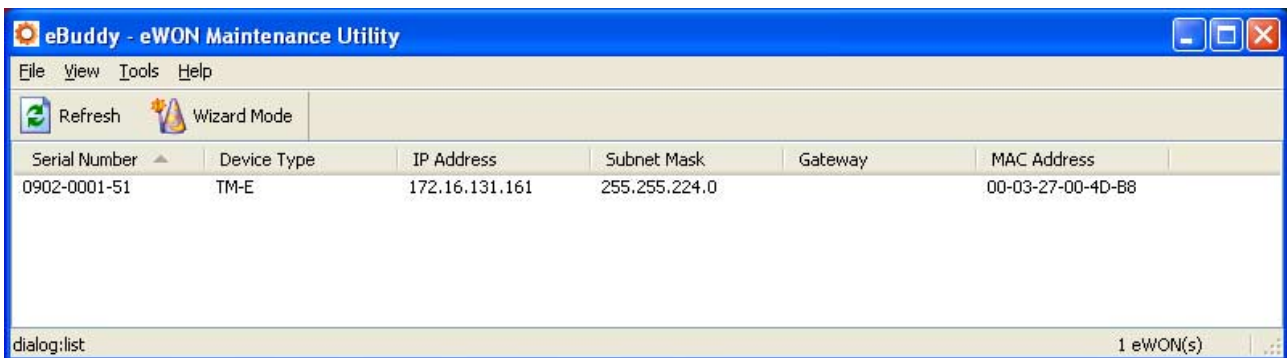 eBuddy - eWON Maintenance Utility
File View Tools Help
Refresh Wizard Mode
Serial Number Device Type IP Address Subnet Mask Gateway MAC Address
0902-0001-51 TM-E 172.16.131.161 255.255.224.0 00-03-27-00-4D-B8
dialog:list 1 eWON(s)